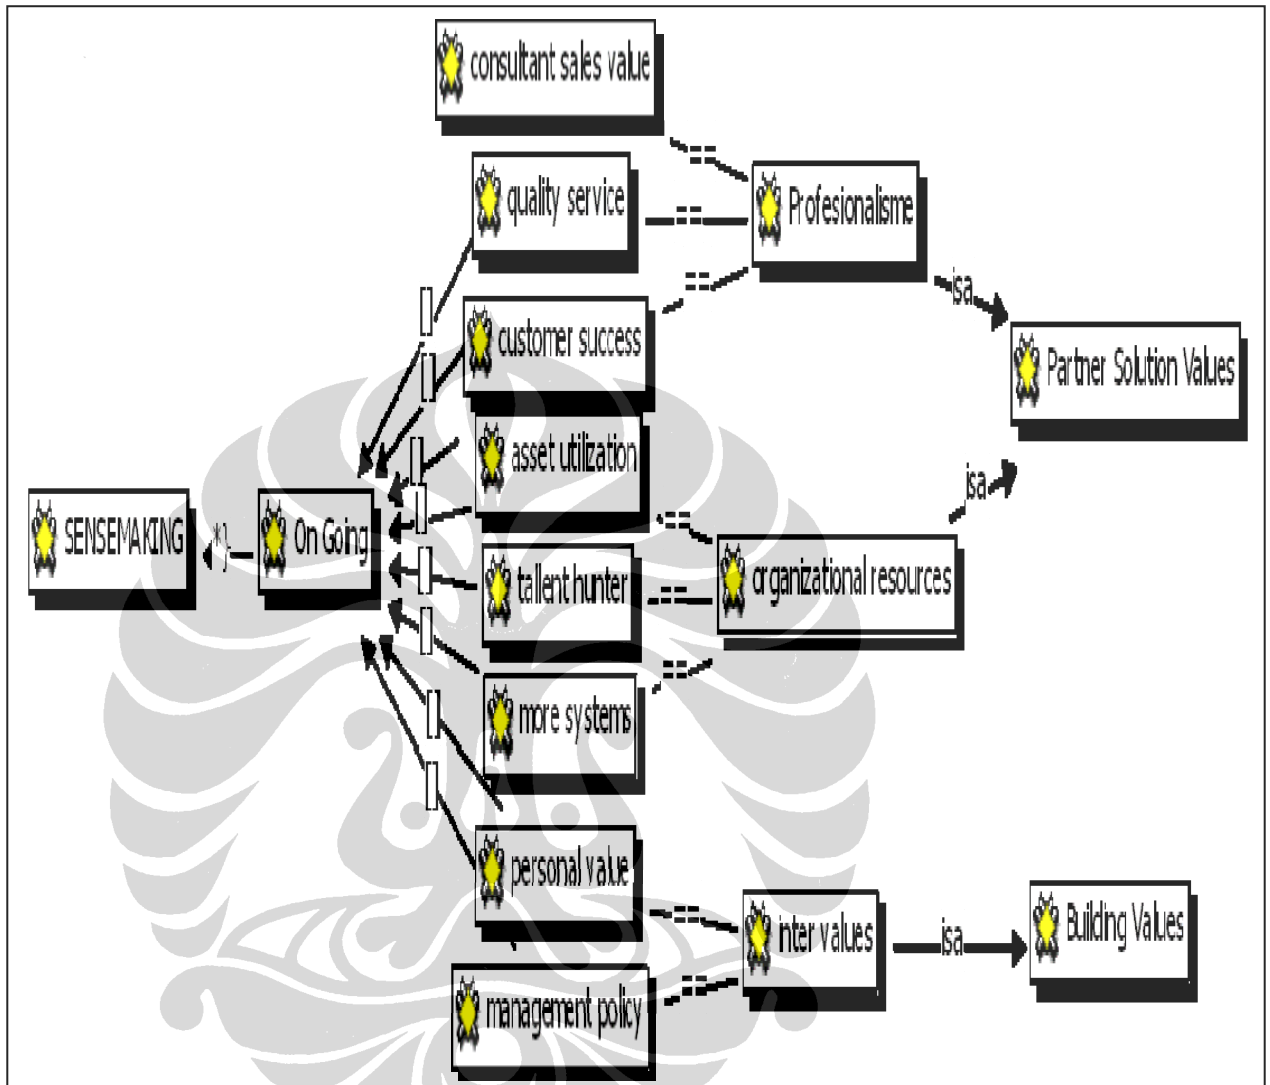 consultant sales value
==
quality service
==
Profesionalisme
==
isa
customer success
Partner Solution Values
asset utilization
isa
==
SENSEMAKING
*}
On Going
tallent hunter
==
organizational resources
==
more systems
personal value
==
inter values
isa
Building Values
==
management policy